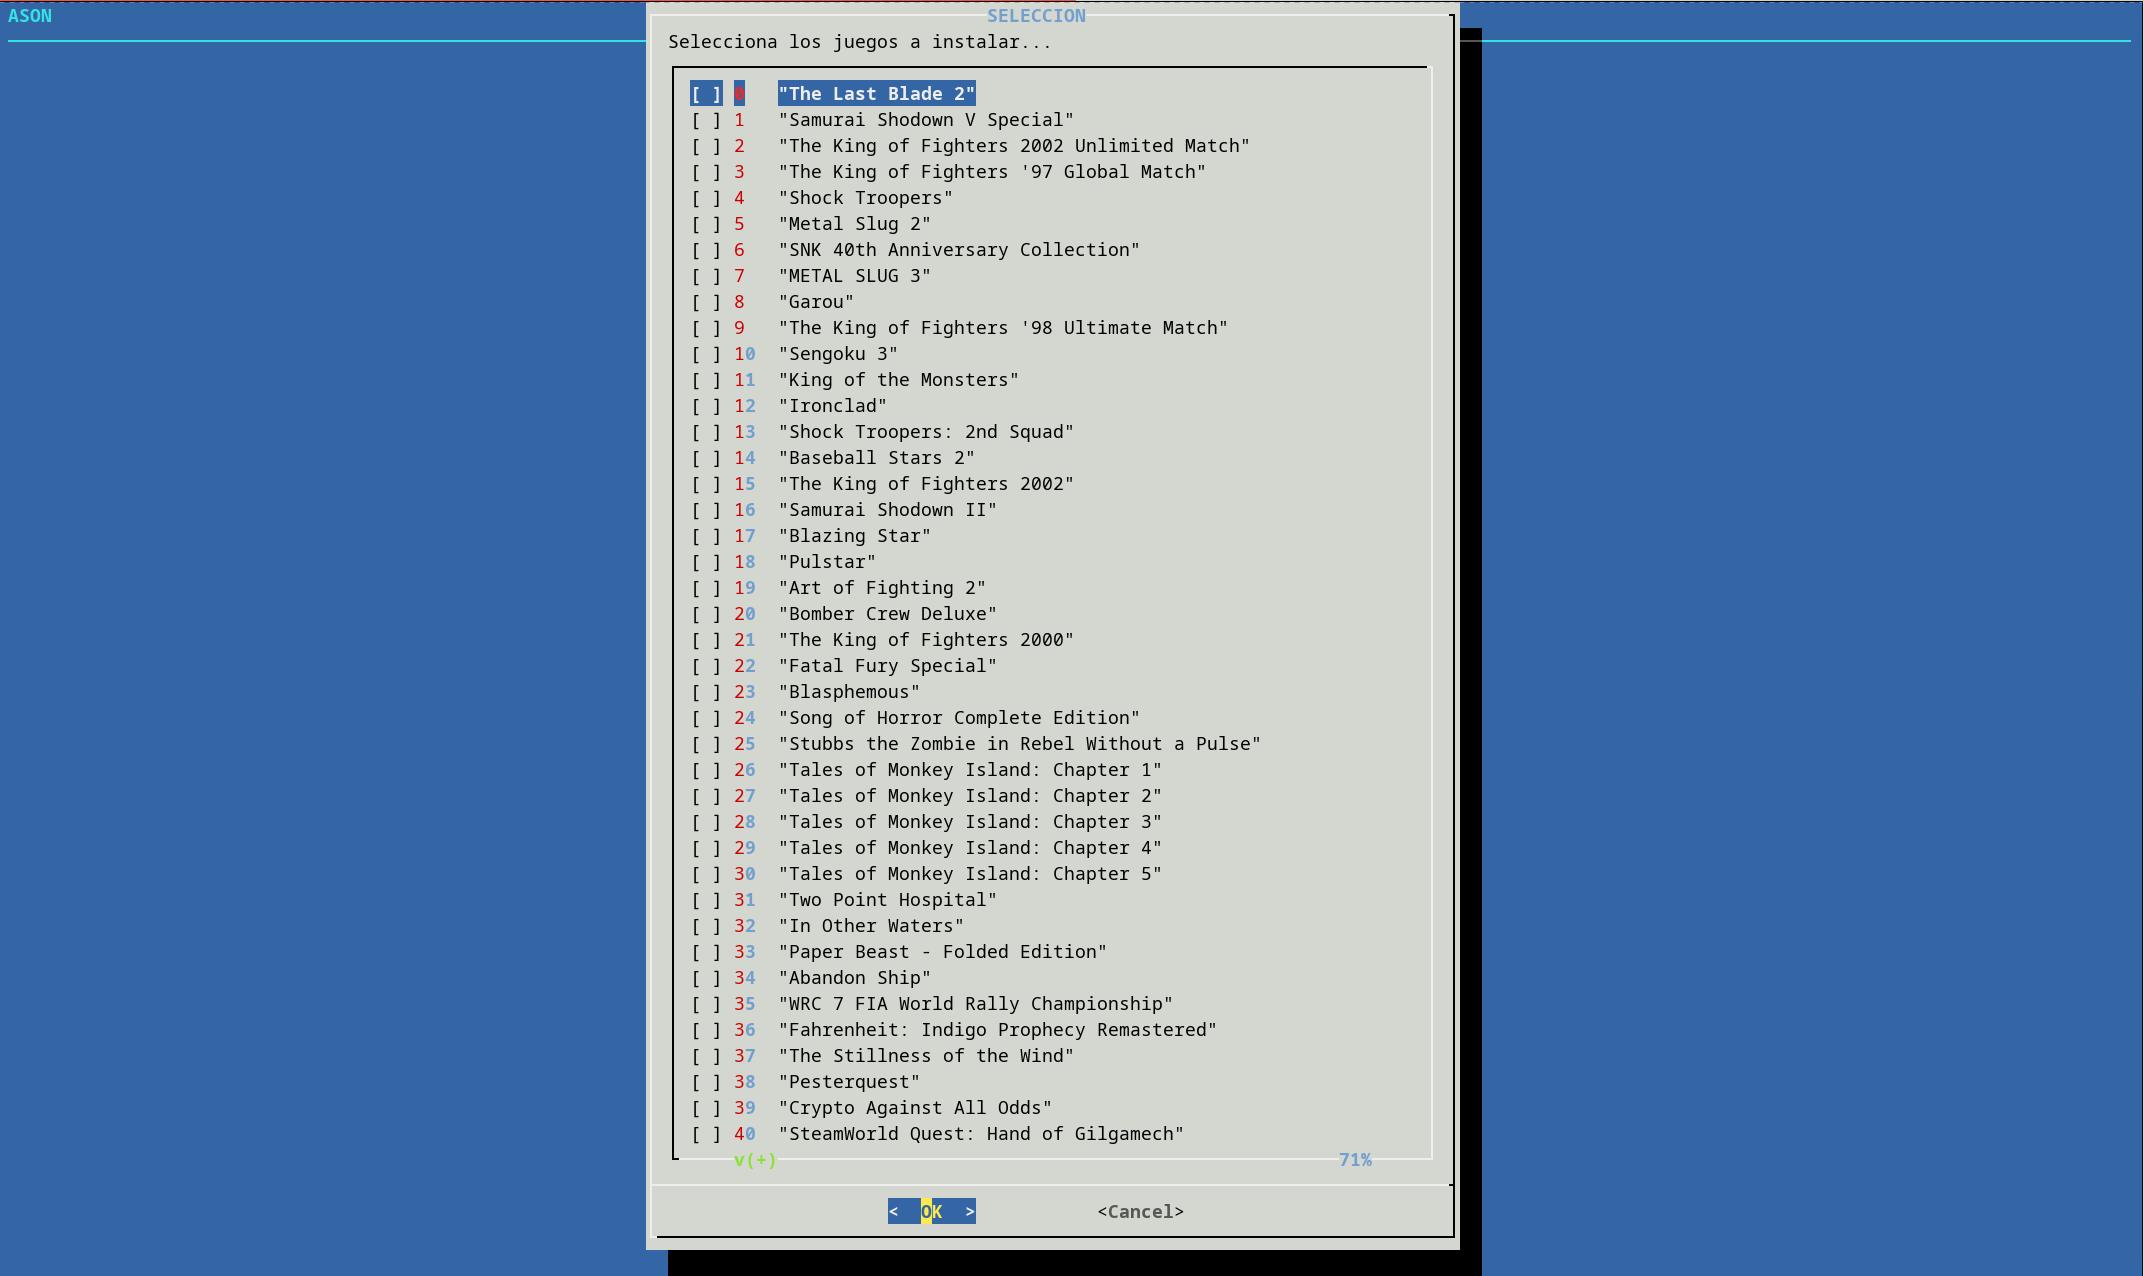 ASON
SELECCION
Selecciona los juegos a instalar...
[ ] 0 "The Last Blade 2"
[ ] 1 "Samurai Shodown V Special"
[ ] 2 "The King of Fighters 2002 Unlimited Match"
[ ] 3 "The King of Fighters '97 Global Match"
[ ] 4 "Shock Troopers"
[ ] 5 "Metal Slug 2"
[ ] 6 "SNK 40th Anniversary Collection"
[ ] 7 "METAL SLUG 3"
[ ] 8 "Garou"
[ ] 9 "The King of Fighters '98 Ultimate Match"
[ ] 10 "Sengoku 3"
[ ] 11 "King of the Monsters"
[ ] 12 "Ironclad"
[ ] 13 "Shock Troopers: 2nd Squad"
[ ] 14 "Baseball Stars 2"
[ ] 15 "The King of Fighters 2002"
[ ] 16 "Samurai Shodown II"
[ ] 17 "Blazing Star"
[ ] 18 "Pulstar"
[ ] 19 "Art of Fighting 2"
[ ] 20 "Bomber Crew Deluxe"
[ ] 21 "The King of Fighters 2000"
[ ] 22 "Fatal Fury Special"
[ ] 23 "Blasphemous"
[ ] 24 "Song of Horror Complete Edition"
[ ] 25 "Stubbs the Zombie in Rebel Without a Pulse"
[ ] 26 "Tales of Monkey Island: Chapter 1"
[ ] 27 "Tales of Monkey Island: Chapter 2"
[ ] 28 "Tales of Monkey Island: Chapter 3"
[ ] 29 "Tales of Monkey Island: Chapter 4"
[ ] 30 "Tales of Monkey Island: Chapter 5"
[ ] 31 "Two Point Hospital"
[ ] 32 "In Other Waters"
[ ] 33 "Paper Beast - Folded Edition"
[ ] 34 "Abandon Ship"
[ ] 35 "WRC 7 FIA World Rally Championship"
[ ] 36 "Fahrenheit: Indigo Prophecy Remastered"
[ ] 37 "The Stillness of the Wind"
[ ] 38 "Pesterquest"
[ ] 39 "Crypto Against All Odds"
[ ] 40 "SteamWorld Quest: Hand of Gilgamech"
v(+) 71%
< OK > <Cancel>